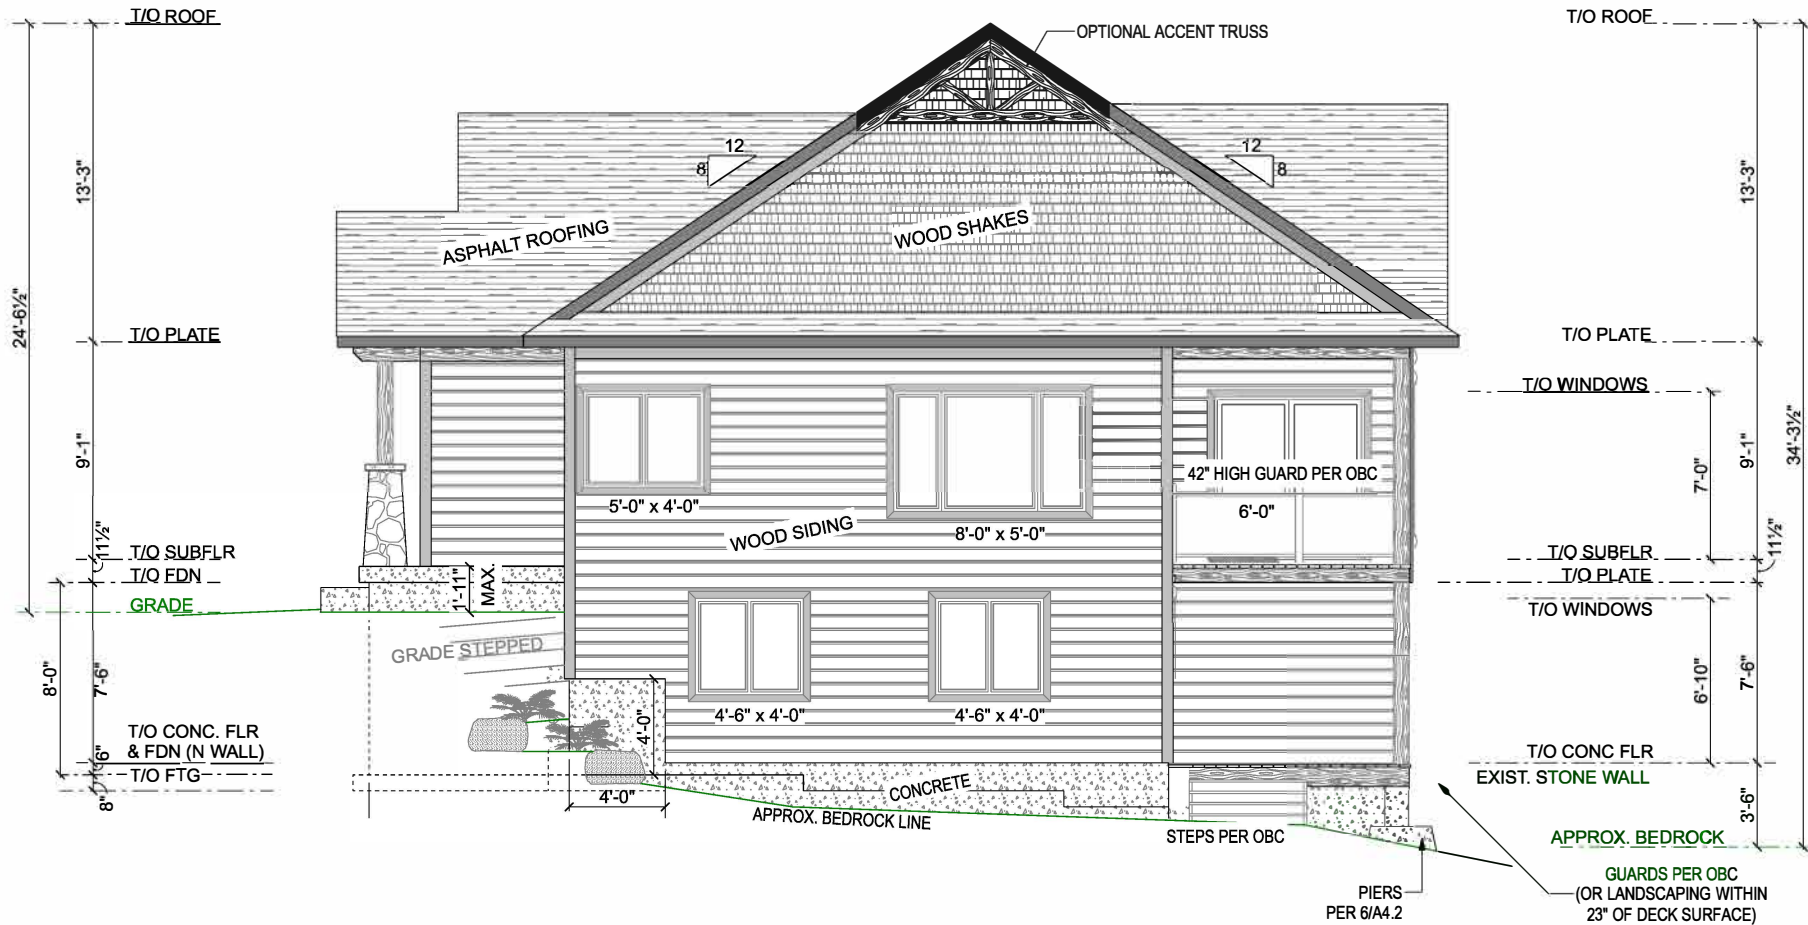 T/O ROOF
T/O ROOF
OPTIONAL ACCENT TRUSS
12
8
12
8
13'-3"
13'-3"
ASPHALT ROOFING
WOOD SHAKES
24'-6½"
T/O PLATE
T/O PLATE
T/O WINDOWS
9'-1"
9'-1"
34'-3½"
7'-0"
42" HIGH GUARD PER OBC
5'-0" x 4'-0"
6'-0"
WOOD SIDING
8'-0" x 5'-0"
11½"
11½"
T/O SUBFLR
T/O SUBFLR
T/O FDN
T/O PLATE
1'-11"
MAX.
GRADE
T/O WINDOWS
GRADE STEPPED
8'-0"
7'-6"
6'-10"
7'-6"
4'-6" x 4'-0"
4'-6" x 4'-0"
4'-0"
T/O CONC. FLR
& FDN (N WALL)
6"
T/O CONC FLR
T/O FTG
EXIST. STONE WALL
8"
4'-0"
CONCRETE
APPROX. BEDROCK LINE
3'-6"
STEPS PER OBC
APPROX. BEDROCK
PIERS
PER 6/A4.2
GUARDS PER OBC
(OR LANDSCAPING WITHIN
23" OF DECK SURFACE)